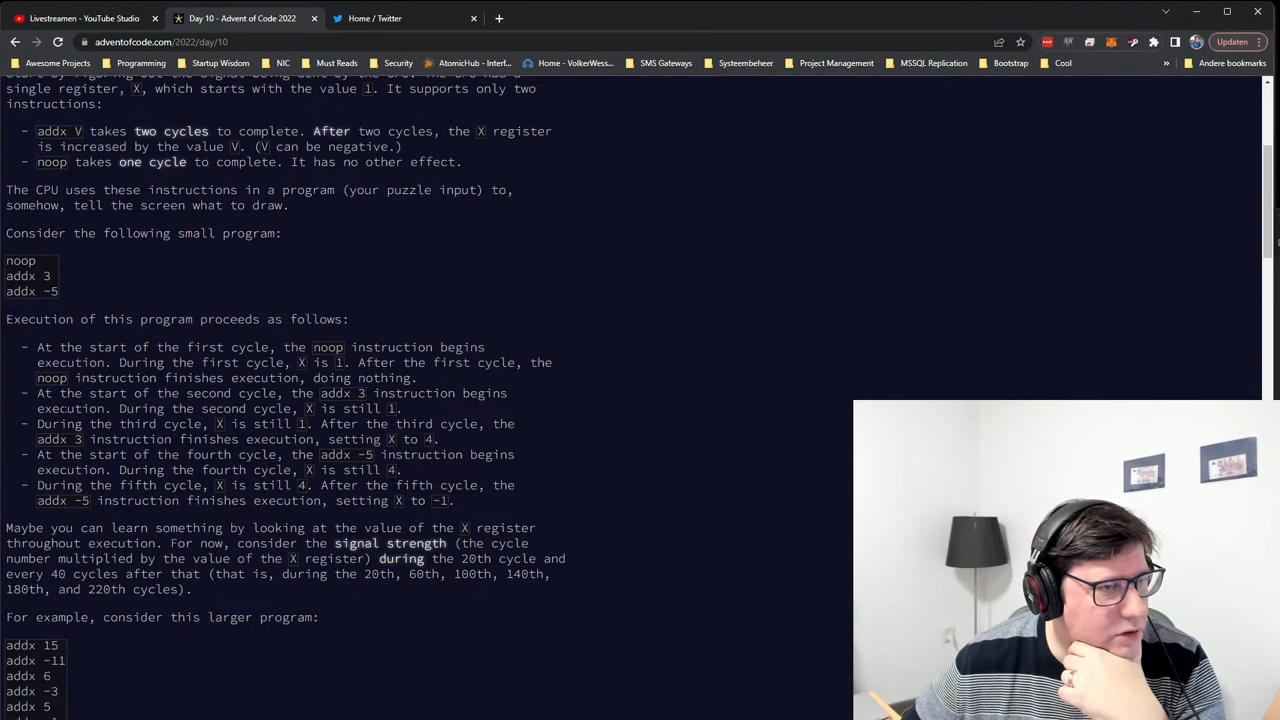 Livestreamen - YouTube Studio
Day 10 - Advent of Code 2022
Home / Twitter
adventofcode.com/2022/day/10
Updaten
Awesome Projects
Programming
Startup Wisdom
NIC
Must Reads
Security
AtomicHub - Interf...
Home - VolkerWess...
SMS Gateways
Systeembeheer
Project Management
MSSQL Replication
Bootstrap
Cool
»
Andere bookmarks
single register, X, which starts with the value 1. It supports only two
instructions:
- addx V takes two cycles to complete. After two cycles, the X register
is increased by the value V. (V can be negative.)
- noop takes one cycle to complete. It has no other effect.
The CPU uses these instructions in a program (your puzzle input) to,
somehow, tell the screen what to draw.
Consider the following small program:
noop
addx 3
addx -5
Execution of this program proceeds as follows:
- At the start of the first cycle, the noop instruction begins
execution. During the first cycle, X is 1. After the first cycle, the
noop instruction finishes execution, doing nothing.
- At the start of the second cycle, the addx 3 instruction begins
execution. During the second cycle, X is still 1.
- During the third cycle, X is still 1. After the third cycle, the
addx 3 instruction finishes execution, setting X to 4.
- At the start of the fourth cycle, the addx -5 instruction begins
execution. During the fourth cycle, X is still 4.
- During the fifth cycle, X is still 4. After the fifth cycle, the
addx -5 instruction finishes execution, setting X to -1.
Maybe you can learn something by looking at the value of the X register
throughout execution. For now, consider the signal strength (the cycle
number multiplied by the value of the X register) during the 20th cycle and
every 40 cycles after that (that is, during the 20th, 60th, 100th, 140th,
180th, and 220th cycles).
For example, consider this larger program:
addx 15
addx -11
addx 6
addx -3
addx 5